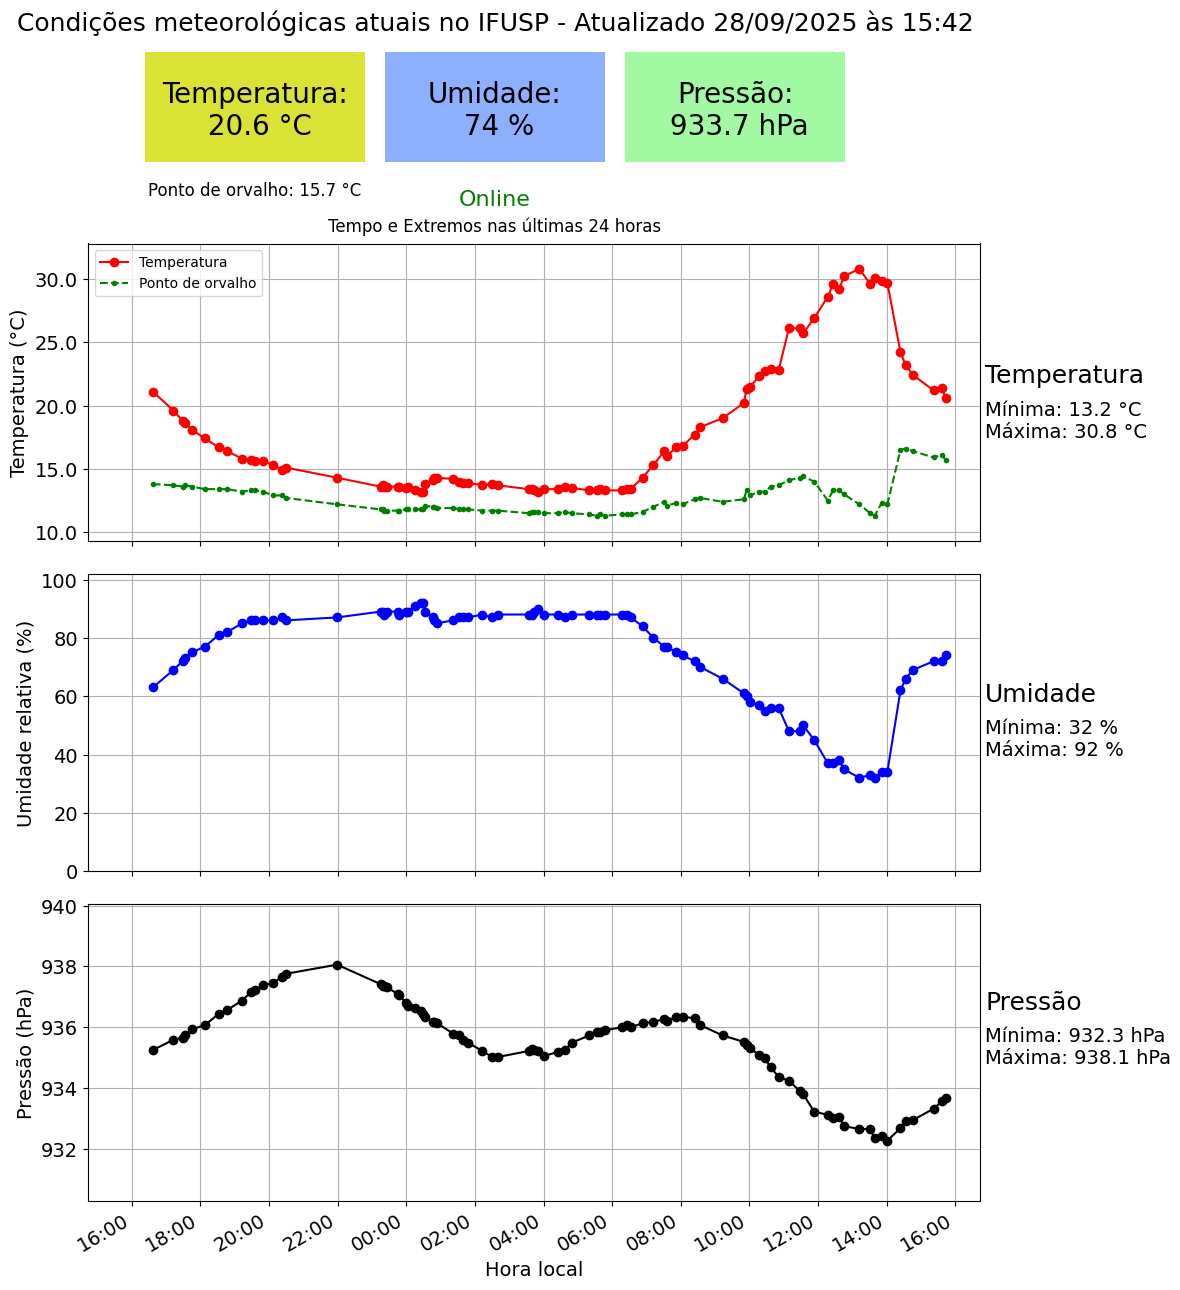 Condições meteorológicas atuais no IFUSP - Atualizado 28/09/2025 às 15:42
Temperatura:
20.6 °C
Umidade:
74 %
Pressão:
933.7 hPa
Ponto de orvalho: 15.7 °C
Online
Tempo e Extremos nas últimas 24 horas
Temperatura
Ponto de orvalho
Temperatura (°C)
30.0
25.0
20.0
15.0
10.0
Temperatura
Mínima: 13.2 °C
Máxima: 30.8 °C
Umidade relativa (%)
100
80
60
40
20
0
Umidade
Mínima: 32 %
Máxima: 92 %
Pressão (hPa)
940
938
936
934
932
Pressão
Mínima: 932.3 hPa
Máxima: 938.1 hPa
16:00
18:00
20:00
22:00
00:00
02:00
04:00
06:00
08:00
10:00
12:00
14:00
16:00
Hora local